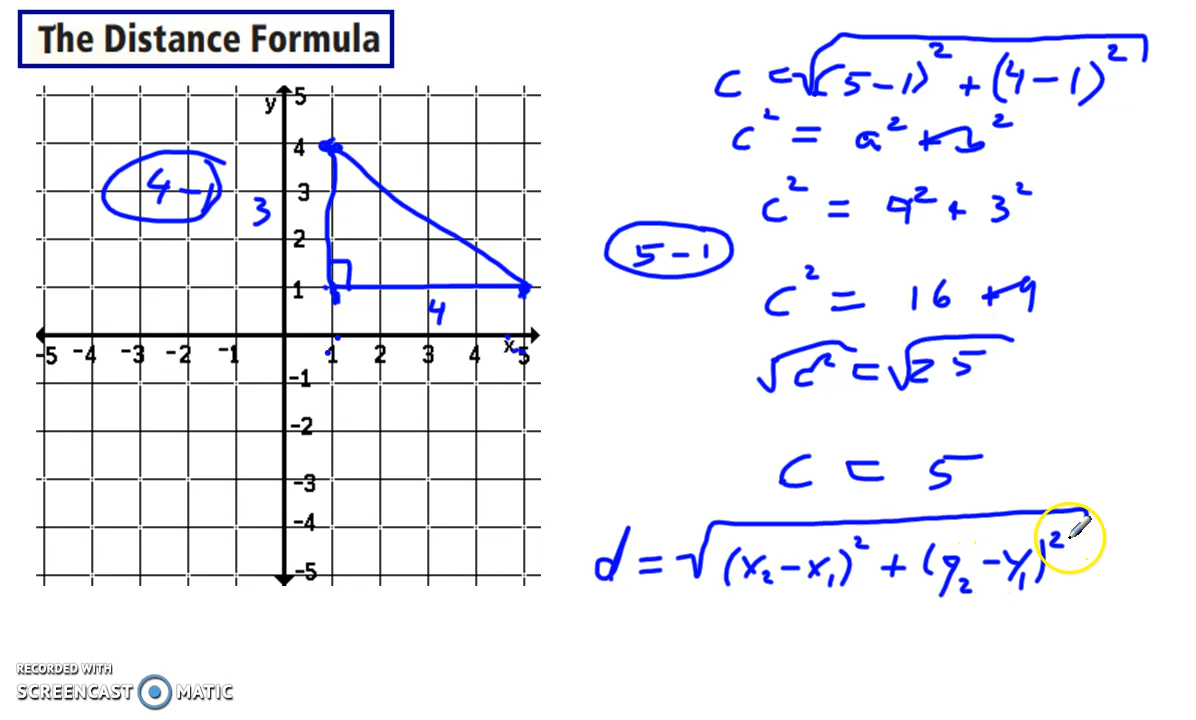 The Distance Formula
c = √(5-1)² + (4-1)²
c² = a² + b²
c² = 4² + 3²
5-1
c² = 16 + 9
√c² = √25
c = 5
d = √(x₂-x₁)² + (y₂-y₁)²
4-1
3
4
y
5
4
3
2
1
-5 -4 -3 -2 -1 1 2 3 4 x 5
-1
-2
-3
-4
-5
RECORDED WITH
SCREENCAST MATIC